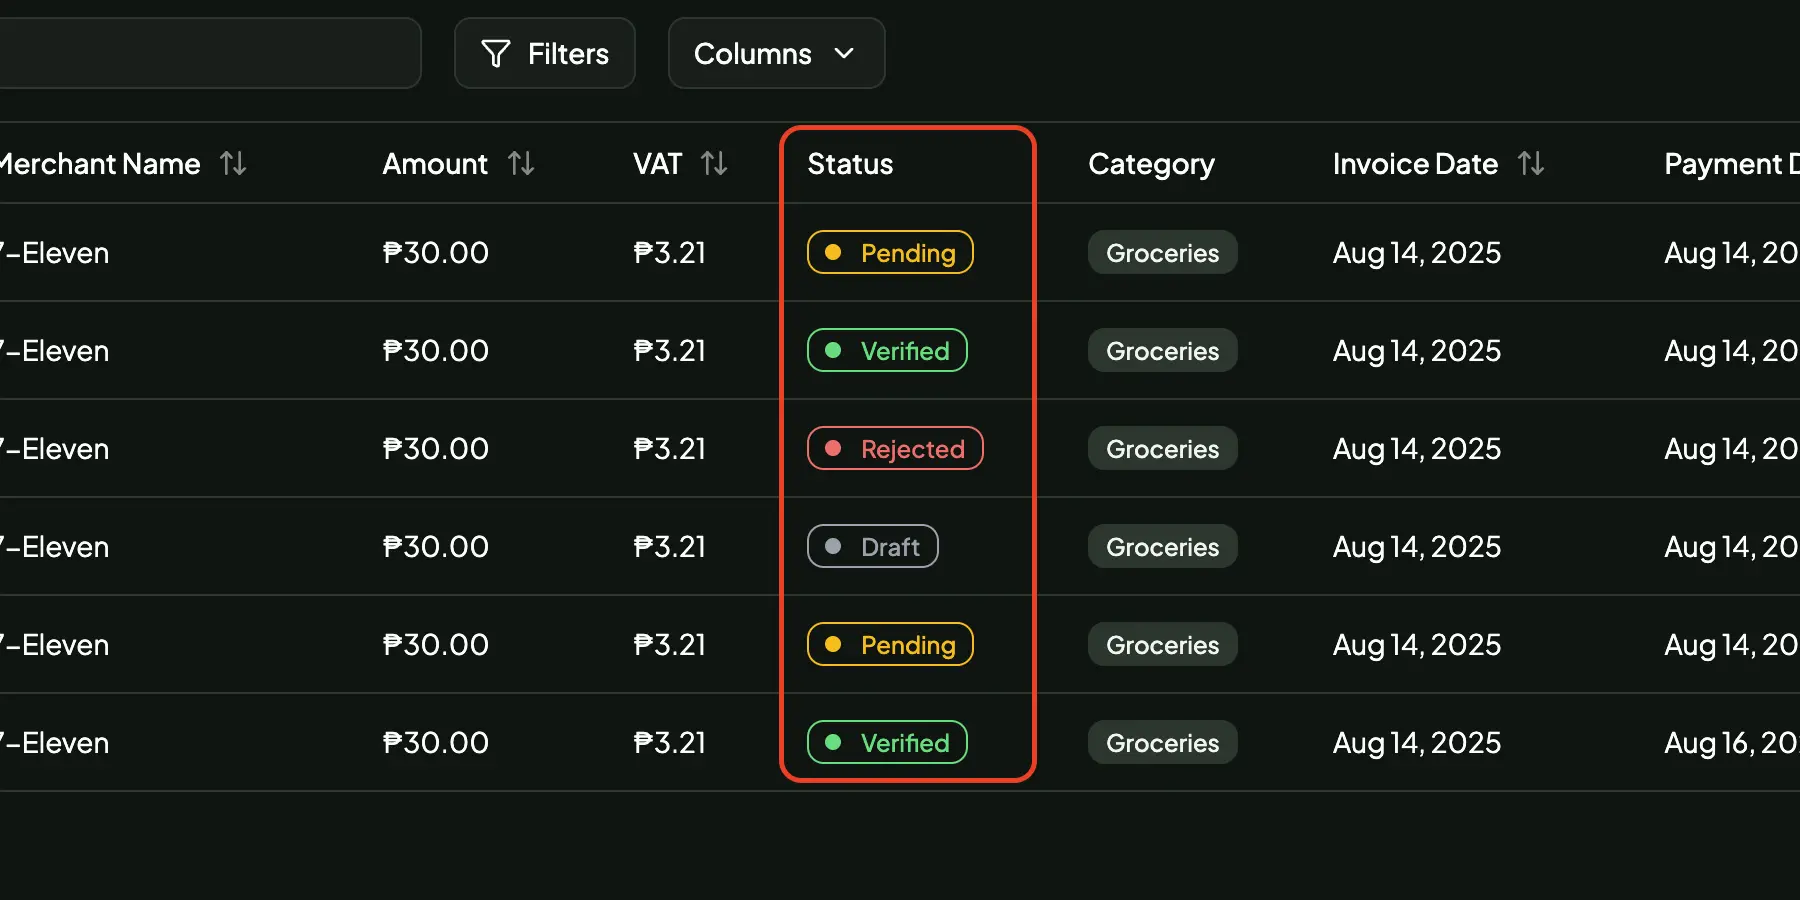 Filters Columns
Merchant Name Amount VAT Status Category Invoice Date Payment
7-Eleven ₱30.00 ₱3.21 Pending Groceries Aug 14, 2025 Aug 14, 20
7-Eleven ₱30.00 ₱3.21 Verified Groceries Aug 14, 2025 Aug 14, 20
7-Eleven ₱30.00 ₱3.21 Rejected Groceries Aug 14, 2025 Aug 14, 20
7-Eleven ₱30.00 ₱3.21 Draft Groceries Aug 14, 2025 Aug 14, 20
7-Eleven ₱30.00 ₱3.21 Pending Groceries Aug 14, 2025 Aug 14, 20
7-Eleven ₱30.00 ₱3.21 Verified Groceries Aug 14, 2025 Aug 16, 20